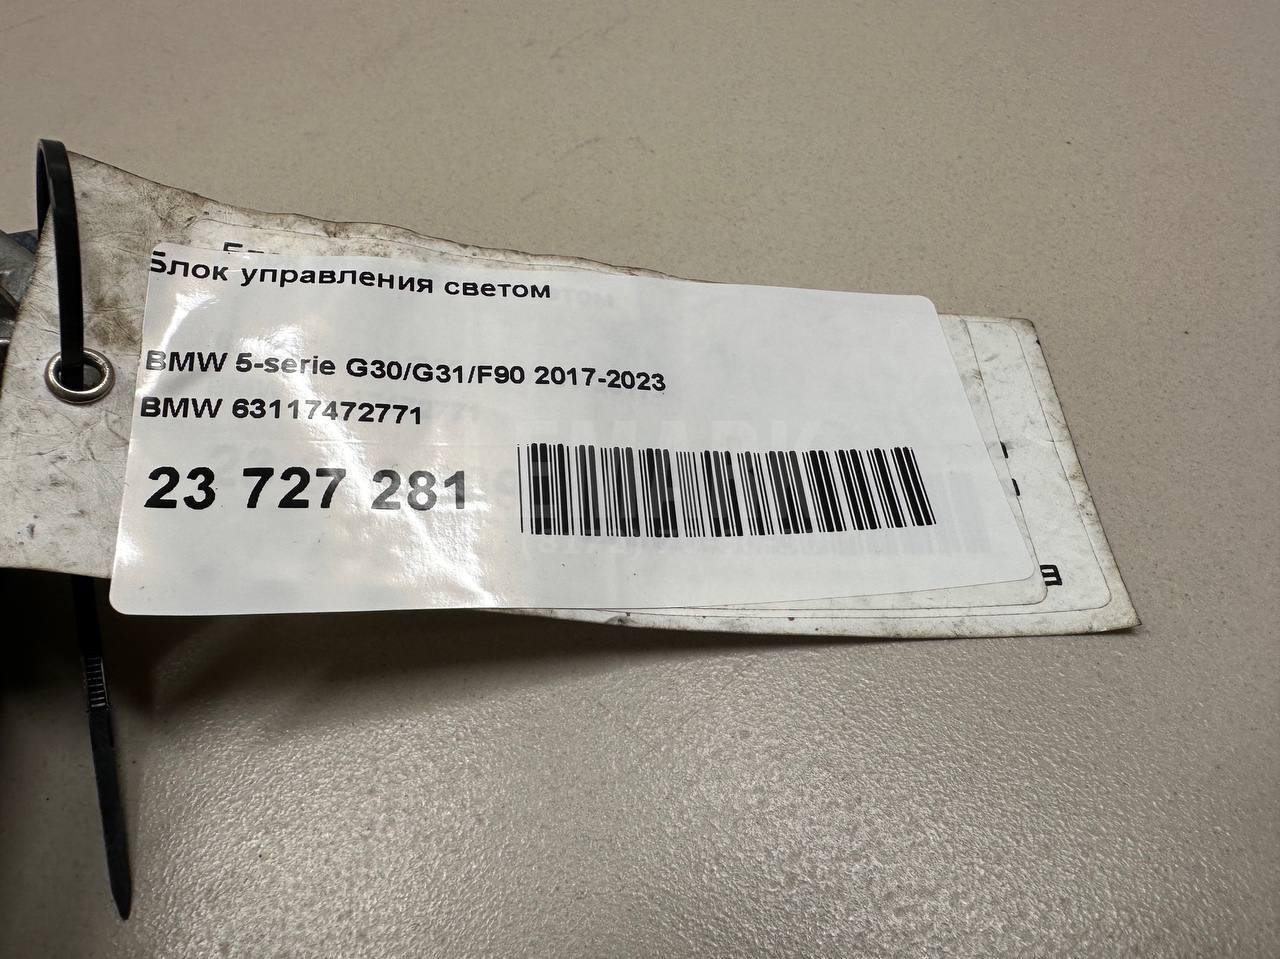 Блок управления светом
BMW 5-serie G30/G31/F90 2017-2023
BMW 63117472771
23 727 281